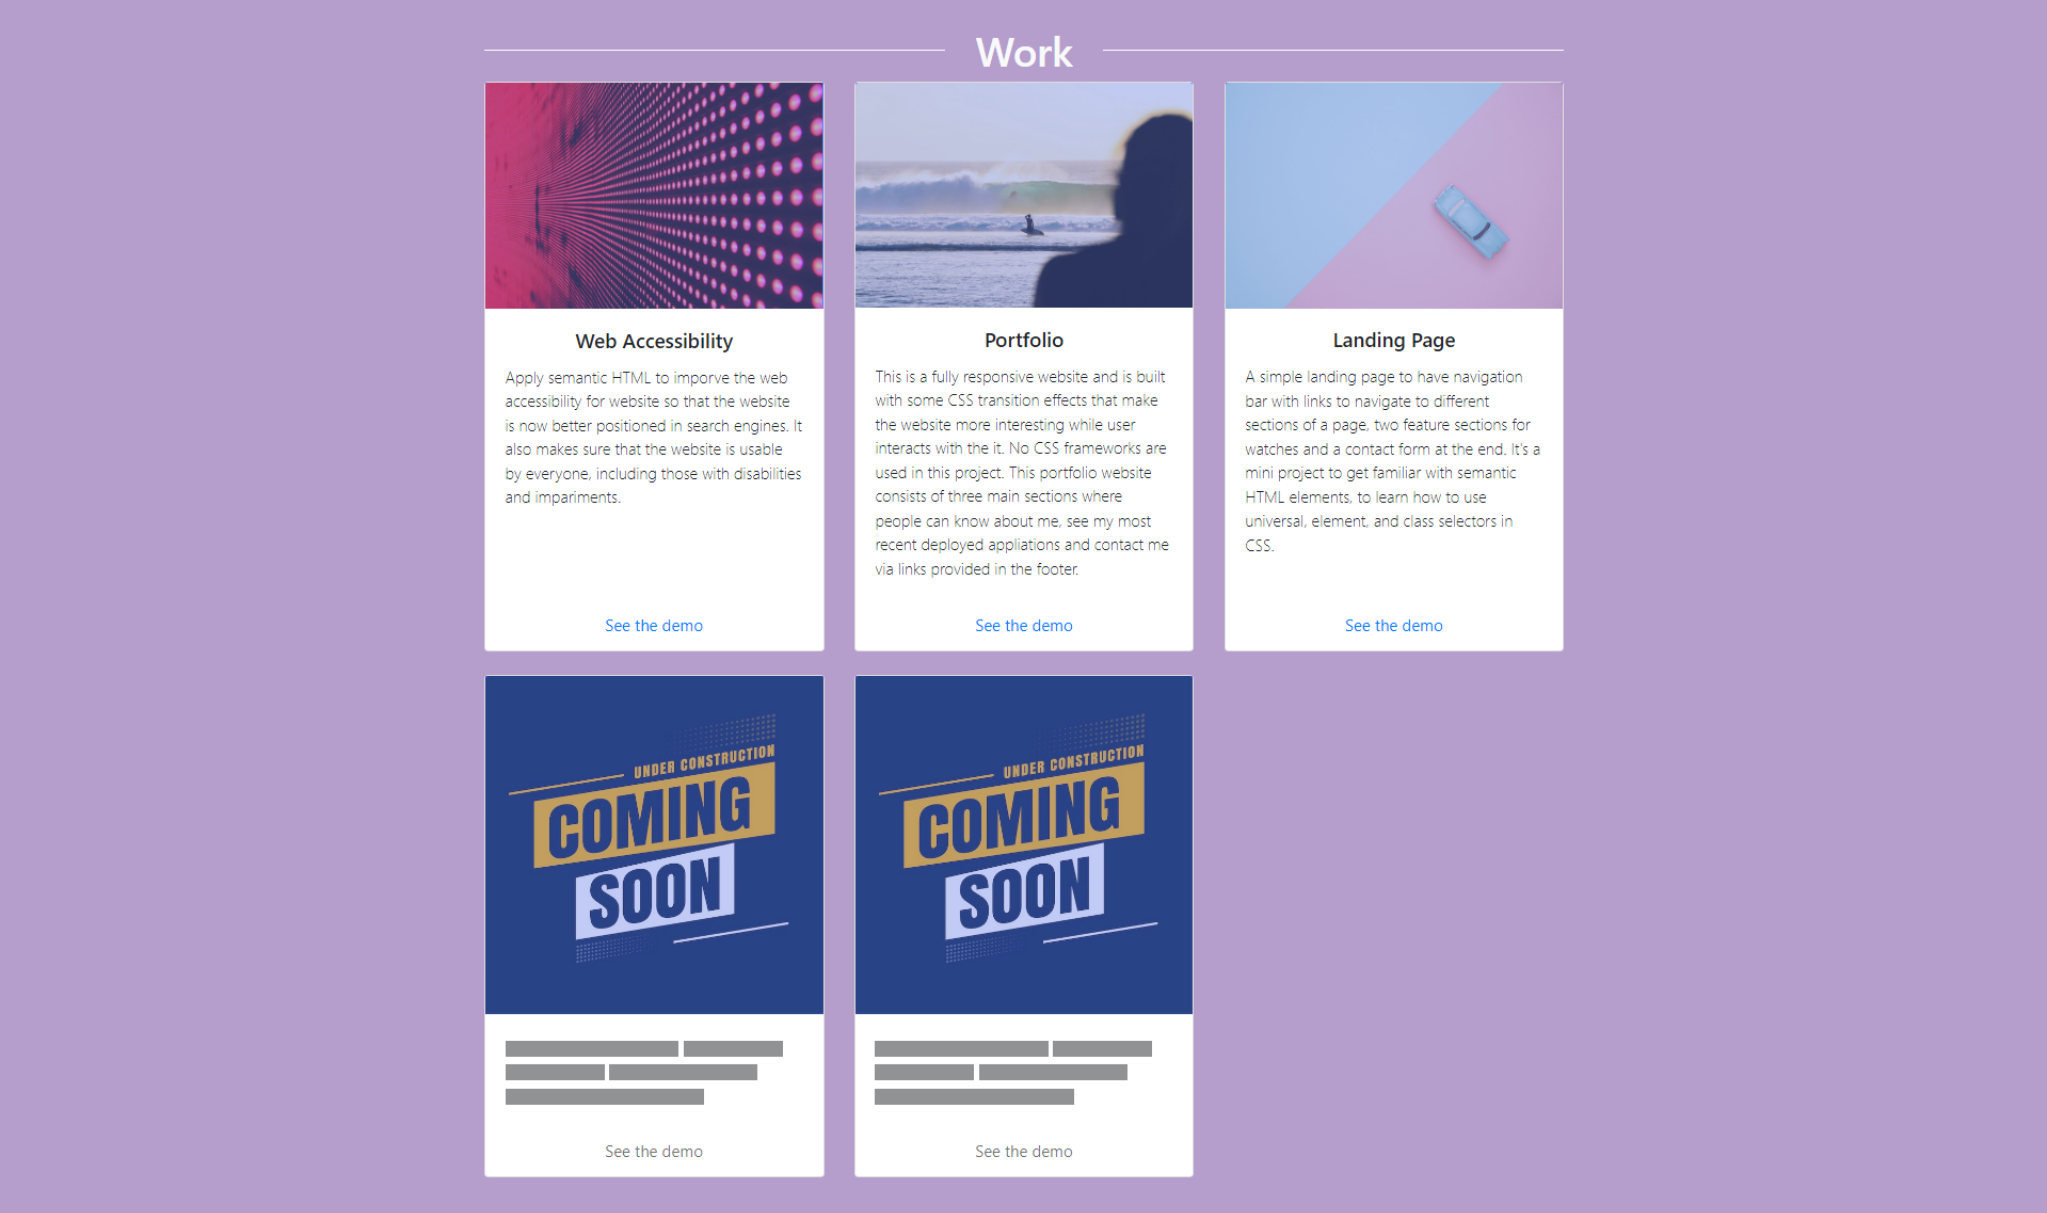 Work
Web Accessibility
Apply semantic HTML to imporve the web
accessibility for website so that the website
is now better positioned in search engines. It
also makes sure that the website is usable
by everyone, including those with disabilities
and impariments.
See the demo
Portfolio
This is a fully responsive website and is built
with some CSS transition effects that make
the website more interesting while user
interacts with the it. No CSS frameworks are
used in this project. This portfolio website
consists of three main sections where
people can know about me, see my most
recent deployed appliations and contact me
via links provided in the footer.
See the demo
Landing Page
A simple landing page to have navigation
bar with links to navigate to different
sections of a page, two feature sections for
watches and a contact form at the end. It's a
mini project to get familiar with semantic
HTML elements, to learn how to use
universal, element, and class selectors in
CSS.
See the demo
UNDER CONSTRUCTION
COMING
SOON
See the demo
UNDER CONSTRUCTION
COMING
SOON
See the demo